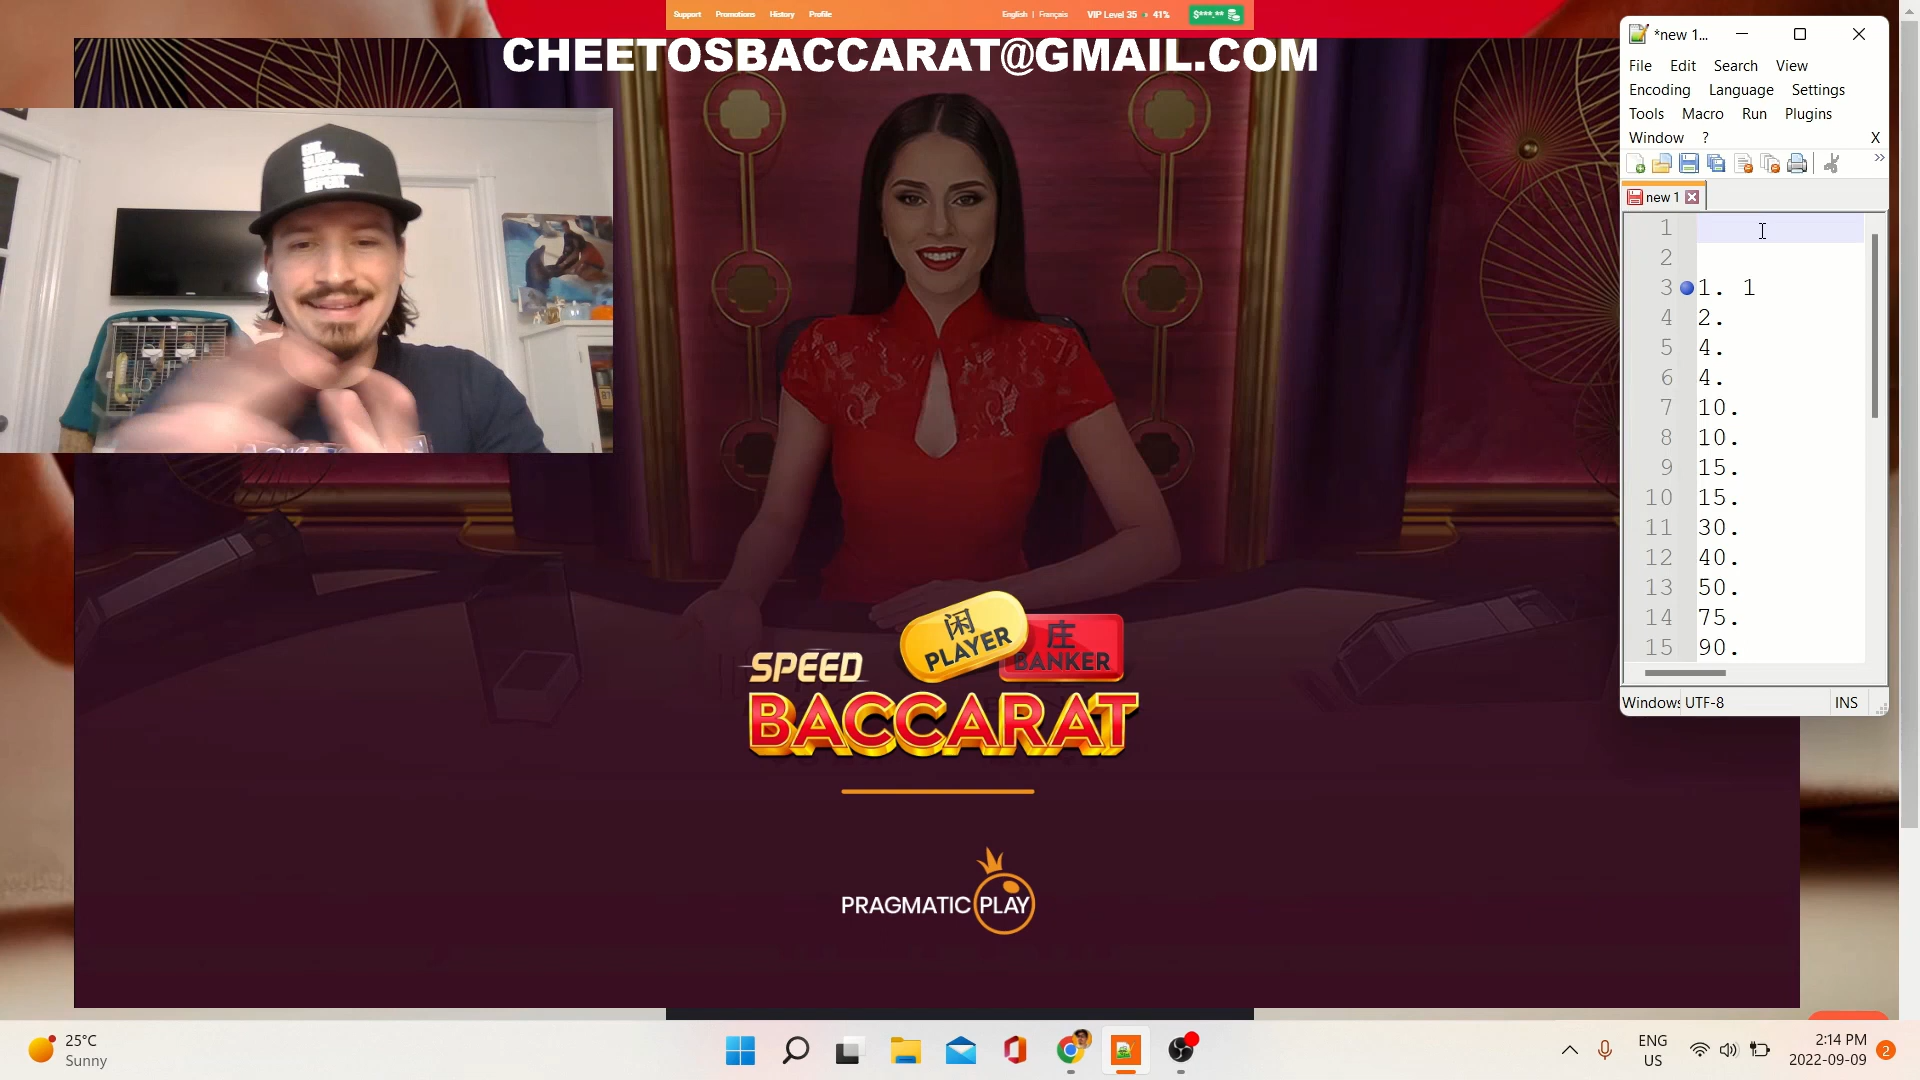 Support Promotions History Profile English | Français VIP Level 35 41% $***.**
CHEETOSBACCARAT@GMAIL.COM
EAT.
SLEEP.
BACCARAT.
REPEAT.
闲
PLAYER
庄
BANKER
SPEED
BACCARAT
PRAGMATIC PLAY
*new 1...
File Edit Search View
Encoding Language Settings
Tools Macro Run Plugins
Window ? X
new 1
1
2
3 1. 1
4 2.
5 4.
6 4.
7 10.
8 10.
9 15.
10 15.
11 30.
12 40.
13 50.
14 75.
15 90.
Windows UTF-8 INS
25°C
Sunny
ENG
US
2:14 PM
2022-09-09
2